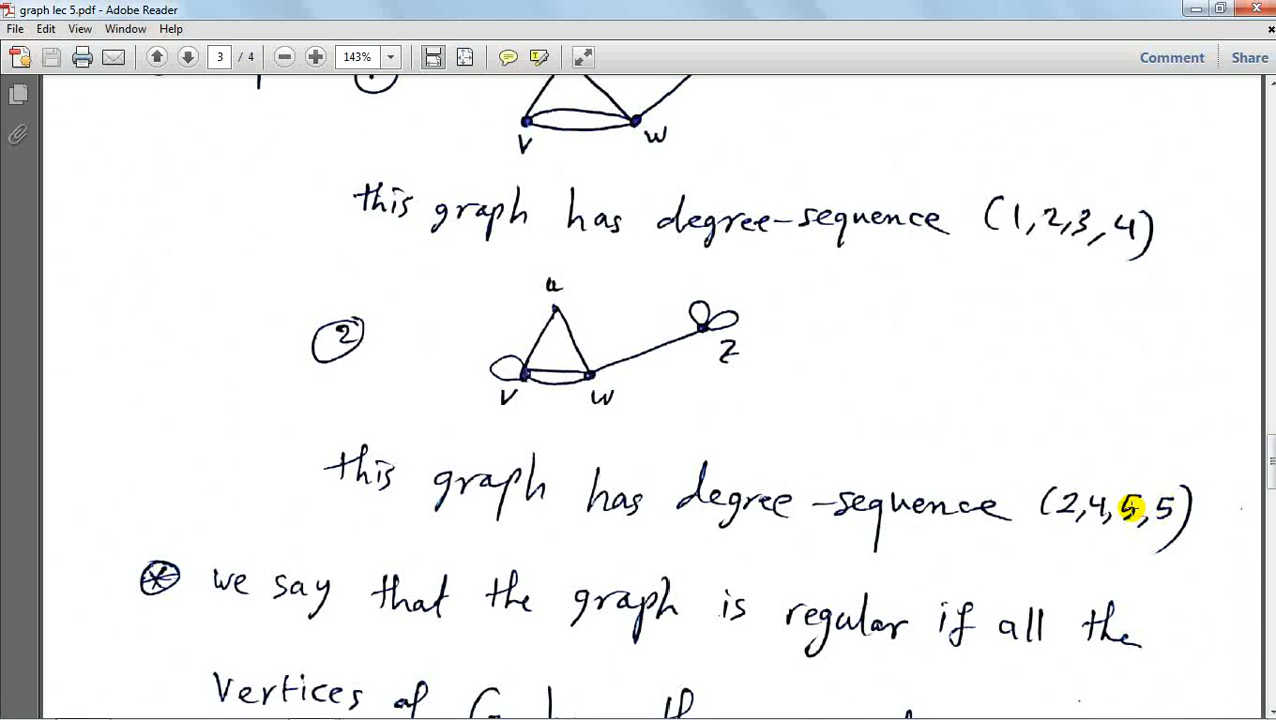 graph lec 5.pdf - Adobe Reader
File Edit View Window Help
3 / 4 143% Comment Share
V W
this graph has degree-sequence (1,2,3,4)
u
2
Z
V W
this graph has degree-sequence (2,4,5,5)
we say that the graph is regular if all the
Vertices of G